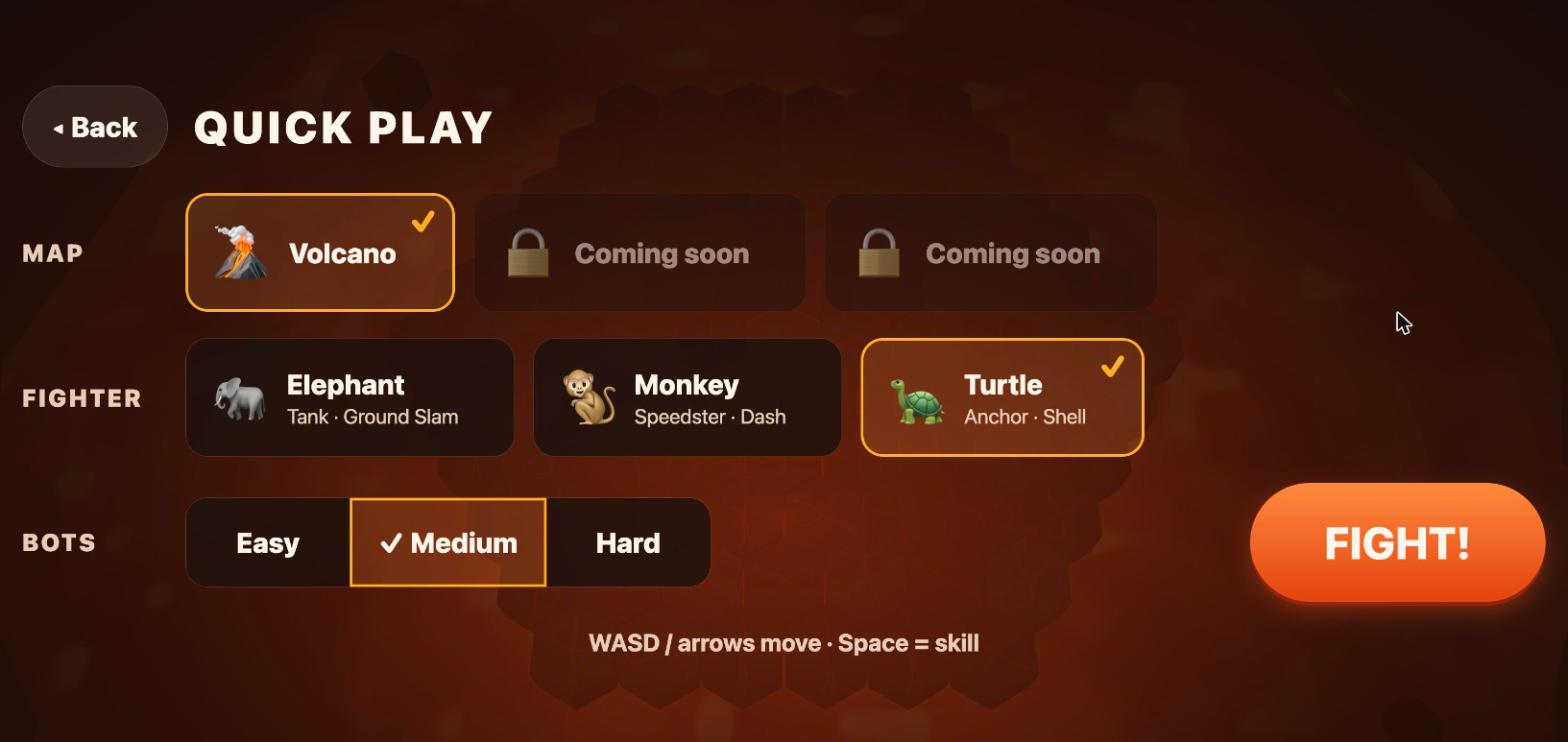 ◂ Back
QUICK PLAY
MAP
Volcano
Coming soon
Coming soon
FIGHTER
Elephant
Tank · Ground Slam
Monkey
Speedster · Dash
Turtle
Anchor · Shell
BOTS
Easy
✓ Medium
Hard
FIGHT!
WASD / arrows move · Space = skill